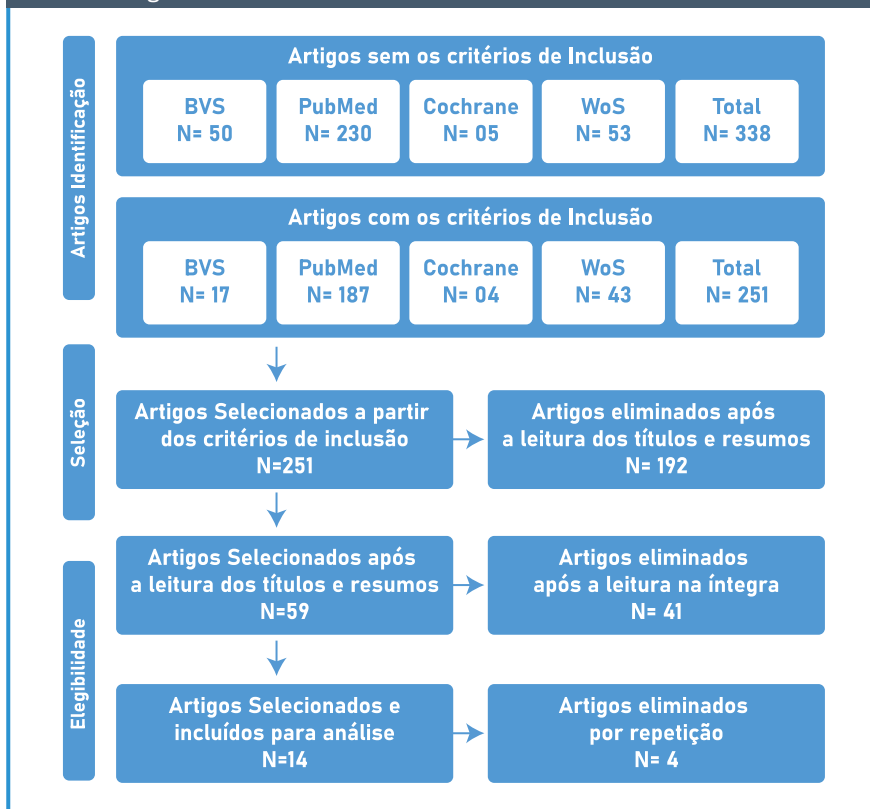 Artigos Identificação
Artigos sem os critérios de Inclusão
BVS
N= 50
PubMed
N= 230
Cochrane
N= 05
WoS
N= 53
Total
N= 338
Artigos com os critérios de Inclusão
BVS
N= 17
PubMed
N= 187
Cochrane
N= 04
WoS
N= 43
Total
N= 251
Seleção
Artigos Selecionados a partir
dos critérios de inclusão
N=251
Artigos eliminados após
a leitura dos títulos e resumos
N= 192
Elegibilidade
Artigos Selecionados após
a leitura dos títulos e resumos
N=59
Artigos eliminados
após a leitura na íntegra
N= 41
Artigos Selecionados e
incluídos para análise
N=14
Artigos eliminados
por repetição
N= 4